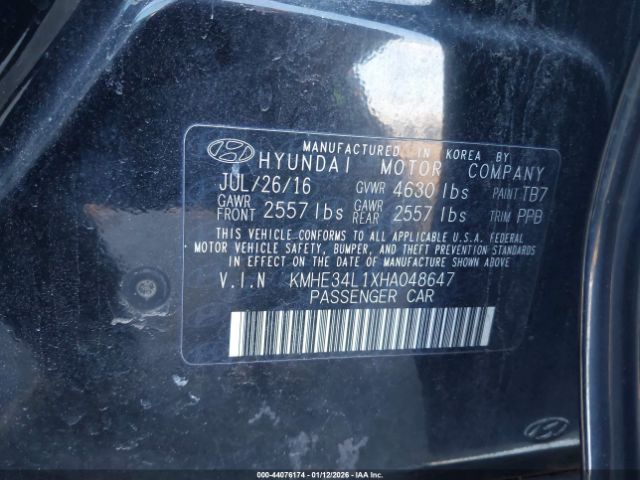 MANUFACTURED IN KOREA BY
HYUNDAI MOTOR COMPANY
JUL/26/16 GVWR 4630 lbs PAINT TB7
GAWR FRONT 2557 lbs GAWR REAR 2557 lbs TRIM PPB
THIS VEHICLE CONFORMS TO ALL APPLICABLE U.S.A. FEDERAL
MOTOR VEHICLE SAFETY, BUMPER, AND THEFT PREVENTION STANDARDS
IN EFFECT ON THE DATE OF MANUFACTURE SHOWN ABOVE.
V.I.N KMHE34L1XHA048647
PASSENGER CAR
000-44076174 - 01/12/2026 - IAA Inc.